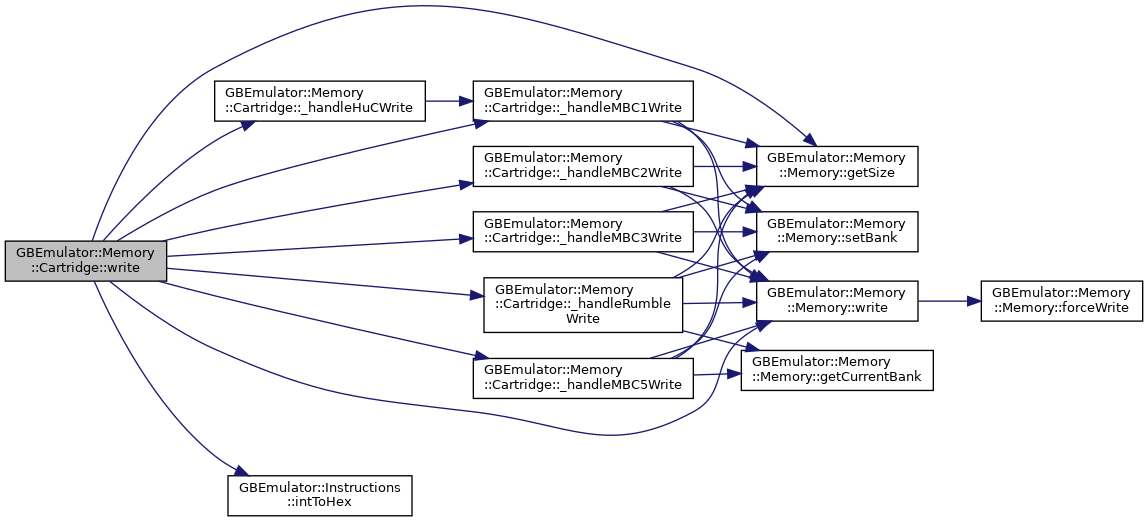 GBEmulator::Memory
::Cartridge::write
GBEmulator::Memory
::Cartridge::_handleHuCWrite
GBEmulator::Instructions
::intToHex
GBEmulator::Memory
::Cartridge::_handleMBC1Write
GBEmulator::Memory
::Cartridge::_handleMBC2Write
GBEmulator::Memory
::Cartridge::_handleMBC3Write
GBEmulator::Memory
::Cartridge::_handleRumble
Write
GBEmulator::Memory
::Cartridge::_handleMBC5Write
GBEmulator::Memory
::Memory::getSize
GBEmulator::Memory
::Memory::setBank
GBEmulator::Memory
::Memory::write
GBEmulator::Memory
::Memory::getCurrentBank
GBEmulator::Memory
::Memory::forceWrite